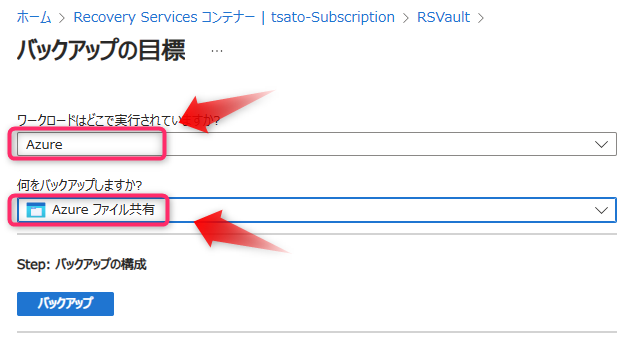 ホーム > Recovery Services コンテナー | tsato-Subscription > RSVault >
バックアップの目標 ...
ワークロードはどこで実行されていますか?
Azure
何をバックアップしますか?
Azure ファイル共有
Step: バックアップの構成
バックアップ